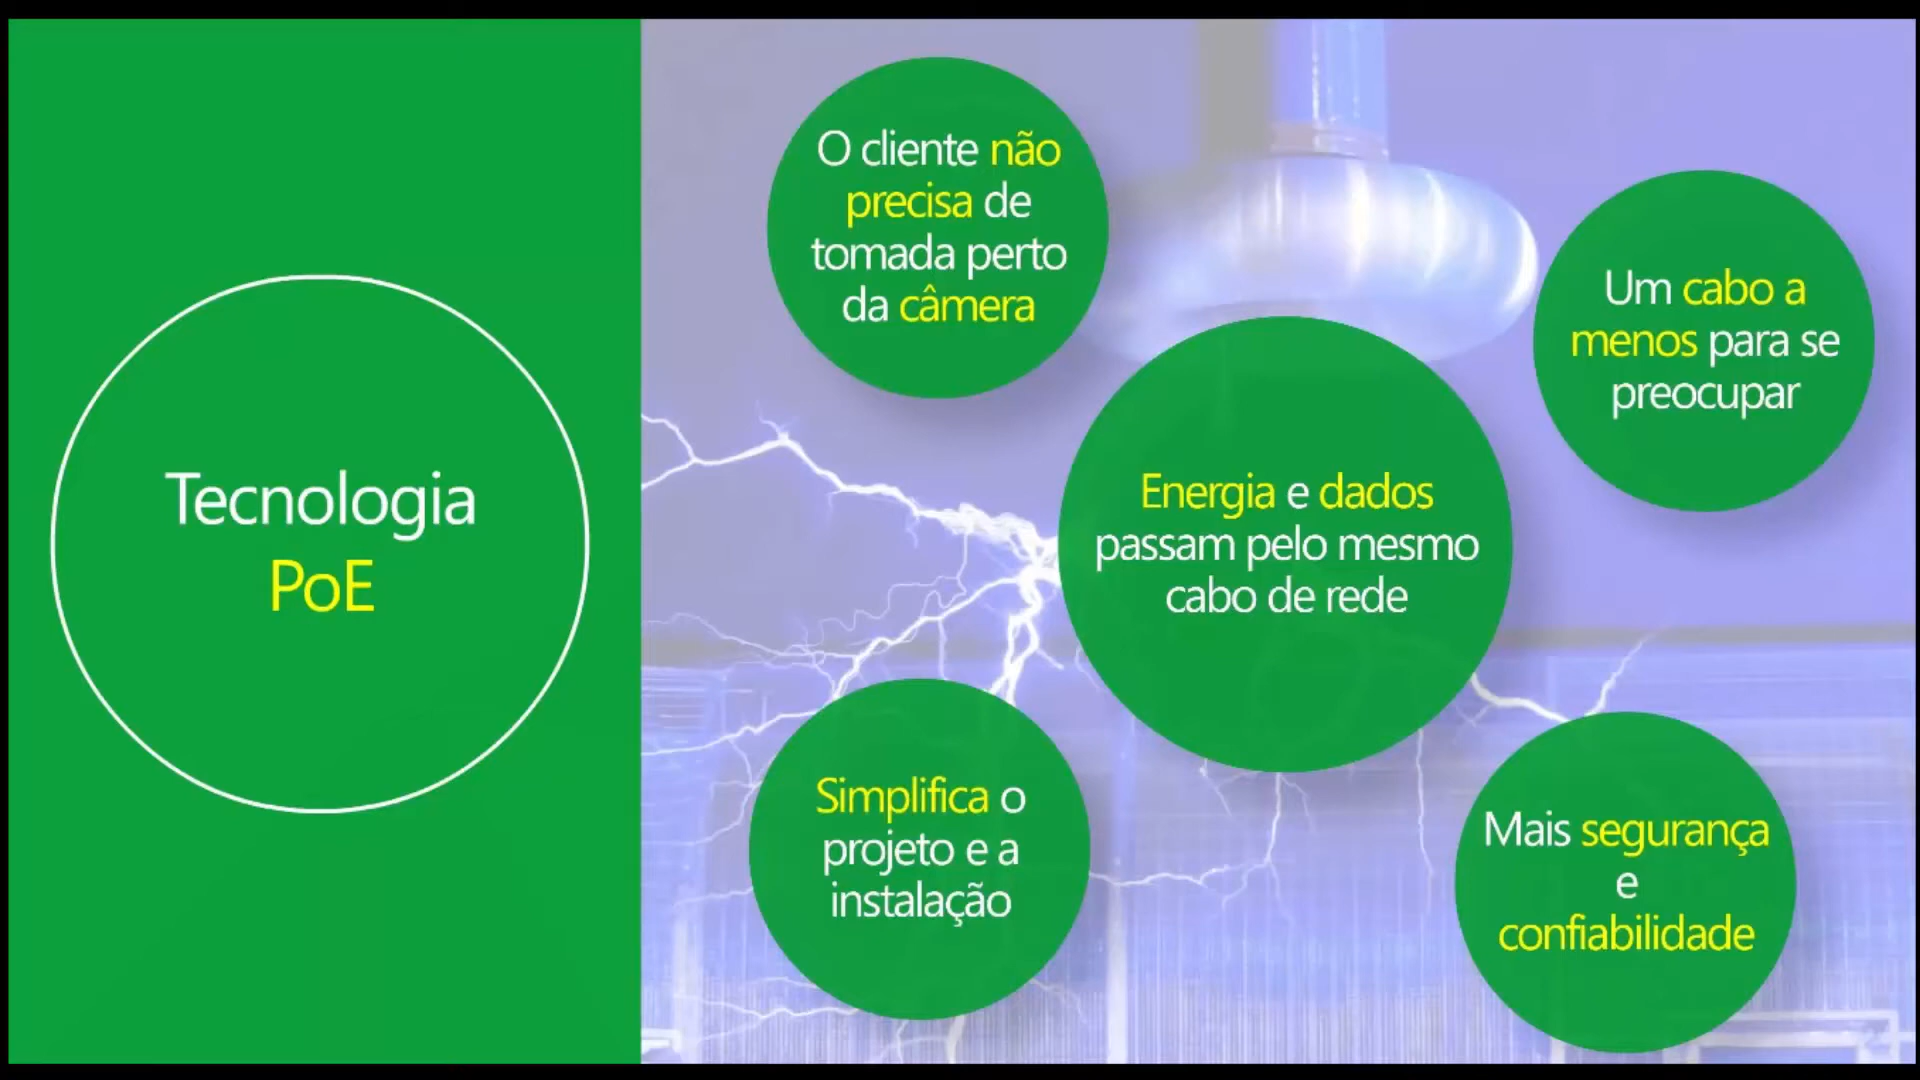 Tecnologia
PoE
O cliente não
precisa de
tomada perto
da câmera
Um cabo a
menos para se
preocupar
Energia e dados
passam pelo mesmo
cabo de rede
Simplifica o
projeto e a
instalação
Mais segurança
e
confiabilidade